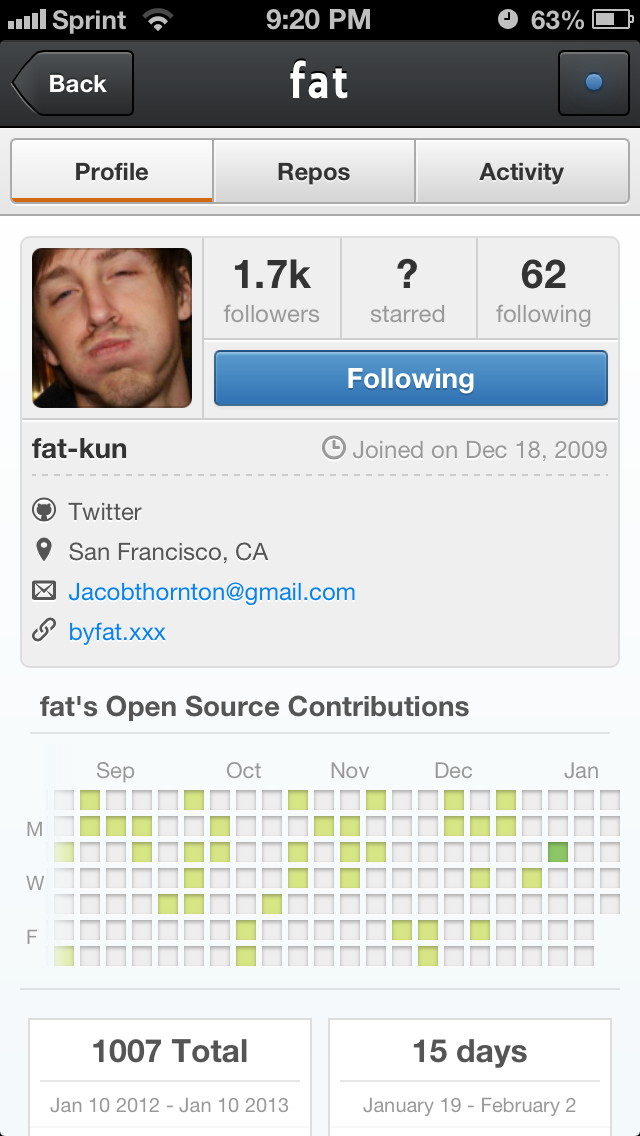 Sprint 9:20 PM 63%
Back fat
Profile Repos Activity
1.7k ? 62
followers starred following
Following
fat-kun Joined on Dec 18, 2009
Twitter
San Francisco, CA
Jacobthornton@gmail.com
byfat.xxx
fat's Open Source Contributions
Sep Oct Nov Dec Jan
M
W
F
1007 Total 15 days
Jan 10 2012 - Jan 10 2013 January 19 - February 2